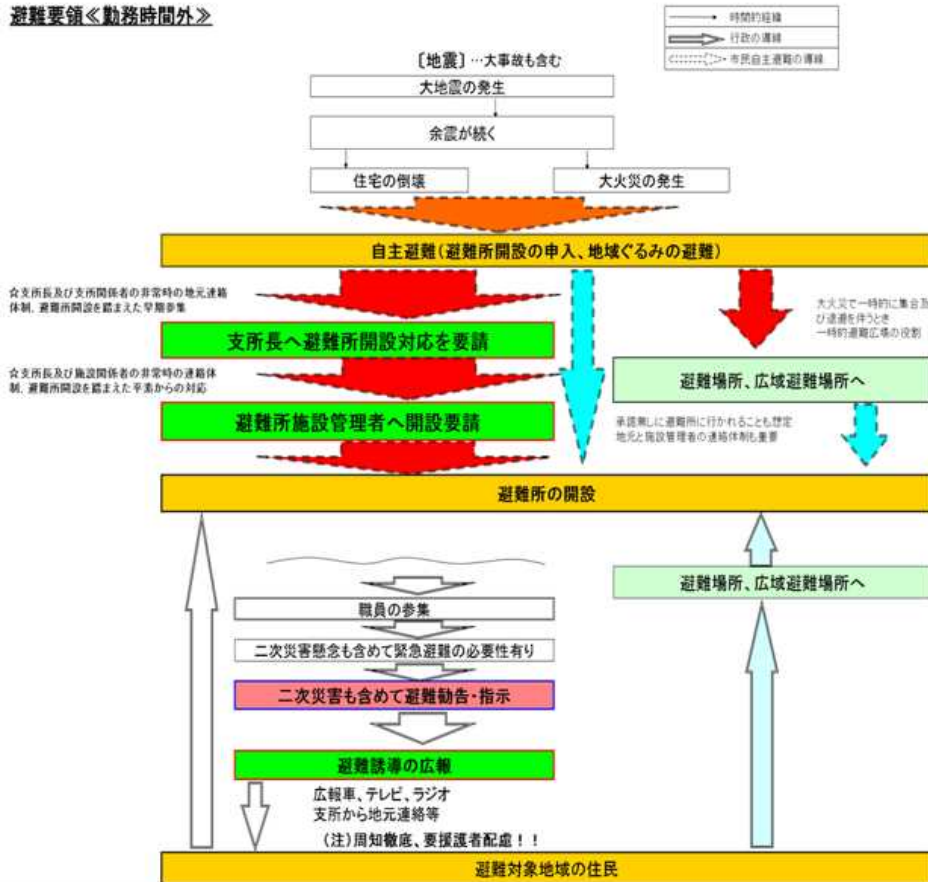 避難要領≪勤務時間外≫
時間的経緯
行政の導線
市民自主避難の導線
〔地震〕…大事故も含む
大地震の発生
余震が続く
住宅の倒壊
大火災の発生
自主避難(避難所開設の申入、地域ぐるみの避難)
☆支所長及び支所関係者の非常時の地元連絡
体制、避難所開設を踏まえた早期参集
大火災で一時的に集合及
び退避を伴うとき
一時的避難広場の役割
支所長へ避難所開設対応を要請
☆支所長及び施設関係者の非常時の連絡体
制、避難所開設を踏まえた平素からの対応
避難場所、広域避難場所へ
避難所施設管理者へ開設要請
承諾無しに避難所に行かれることも想定
地元と施設管理者の連絡体制も重要
避難所の開設
避難場所、広域避難場所へ
職員の参集
二次災害懸念も含めて緊急避難の必要性有り
二次災害も含めて避難勧告・指示
避難誘導の広報
広報車、テレビ、ラジオ
支所から地元連絡等
(注)周知徹底、要援護者配慮！！
避難対象地域の住民